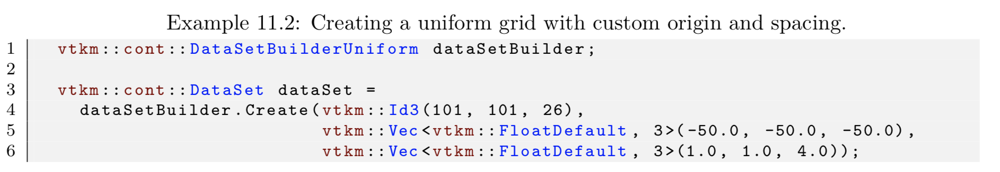 Example 11.2: Creating a uniform grid with custom origin and spacing.
1 vtkm::cont::DataSetBuilderUniform dataSetBuilder;
2
3 vtkm::cont::DataSet dataSet =
4 dataSetBuilder.Create(vtkm::Id3(101, 101, 26),
5 vtkm::Vec<vtkm::FloatDefault, 3>(-50.0, -50.0, -50.0),
6 vtkm::Vec<vtkm::FloatDefault, 3>(1.0, 1.0, 4.0));